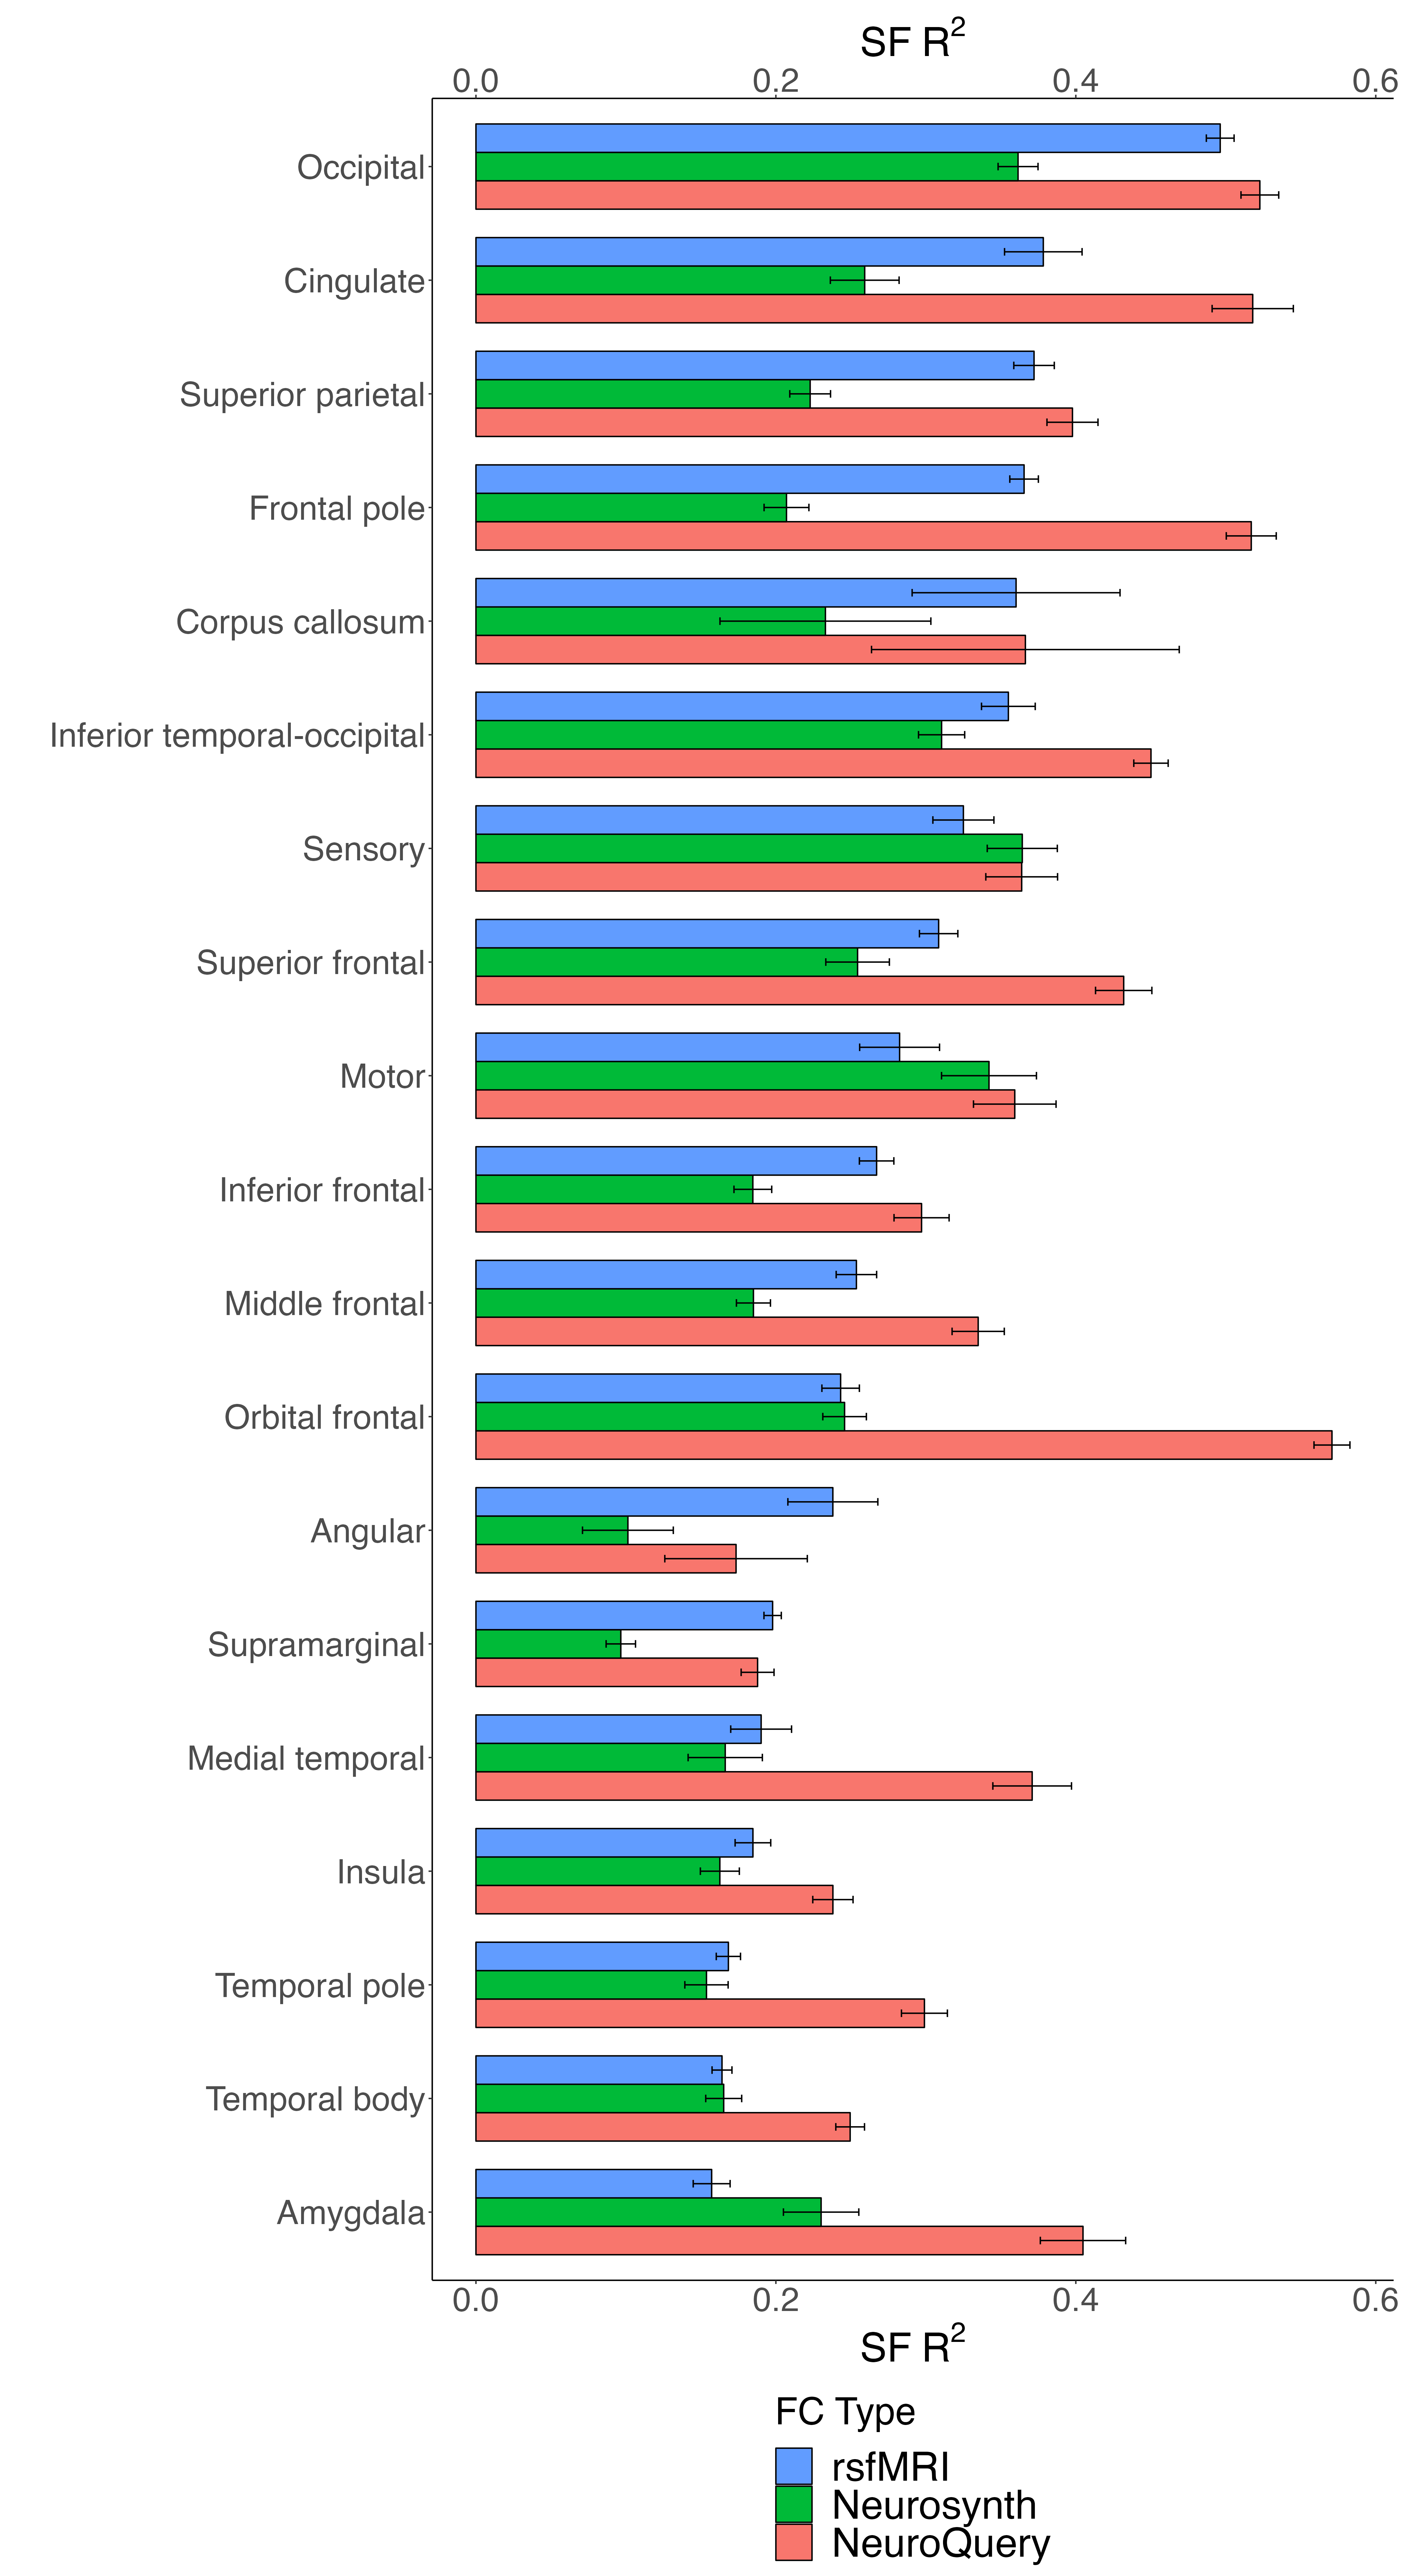 SF R²
0.0 0.2 0.4 0.6
Occipital
Cingulate
Superior parietal
Frontal pole
Corpus callosum
Inferior temporal-occipital
Sensory
Superior frontal
Motor
Inferior frontal
Middle frontal
Orbital frontal
Angular
Supramarginal
Medial temporal
Insula
Temporal pole
Temporal body
Amygdala
0.0 0.2 0.4 0.6
SF R²
FC Type
rsfMRI
Neurosynth
NeuroQuery